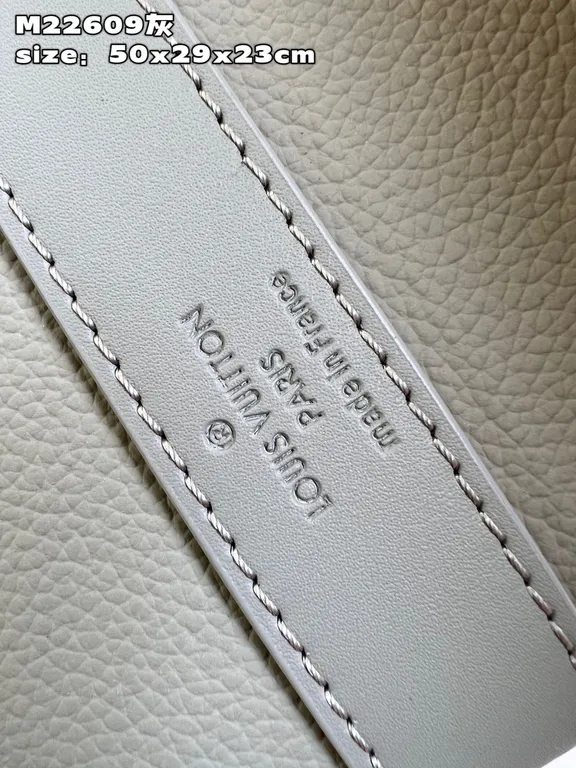 M22609灰
size：50x29x23cm
LOUIS VUITTON
®
PARIS
made in France